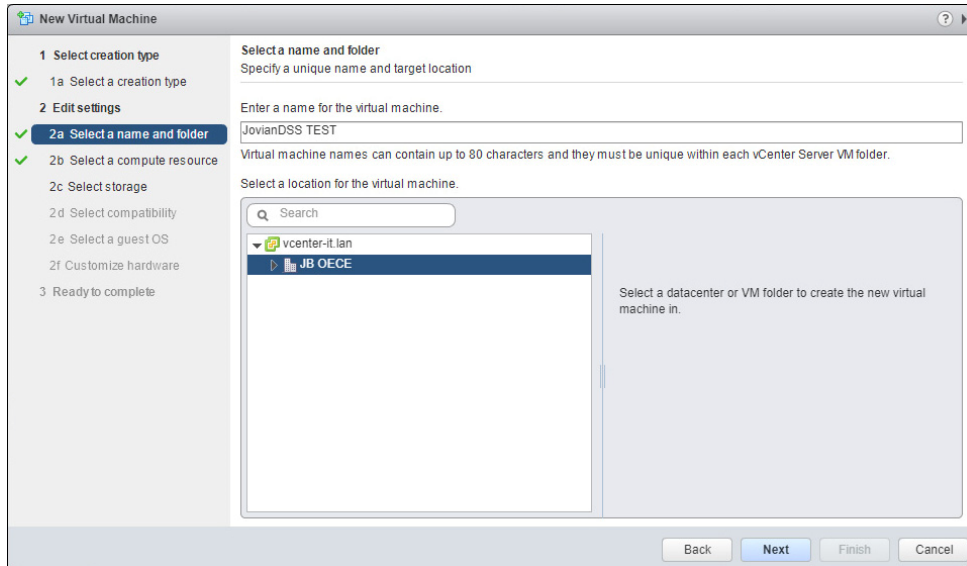 New Virtual Machine
?
1 Select creation type
1a Select a creation type
2 Edit settings
2a Select a name and folder
2b Select a compute resource
2c Select storage
2d Select compatibility
2e Select a guest OS
2f Customize hardware
3 Ready to complete
Select a name and folder
Specify a unique name and target location
Enter a name for the virtual machine.
JovianDSS TEST
Virtual machine names can contain up to 80 characters and they must be unique within each vCenter Server VM folder.
Select a location for the virtual machine.
Search
vcenter-it.lan
JB OECE
Select a datacenter or VM folder to create the new virtual
machine in.
Back
Next
Finish
Cancel